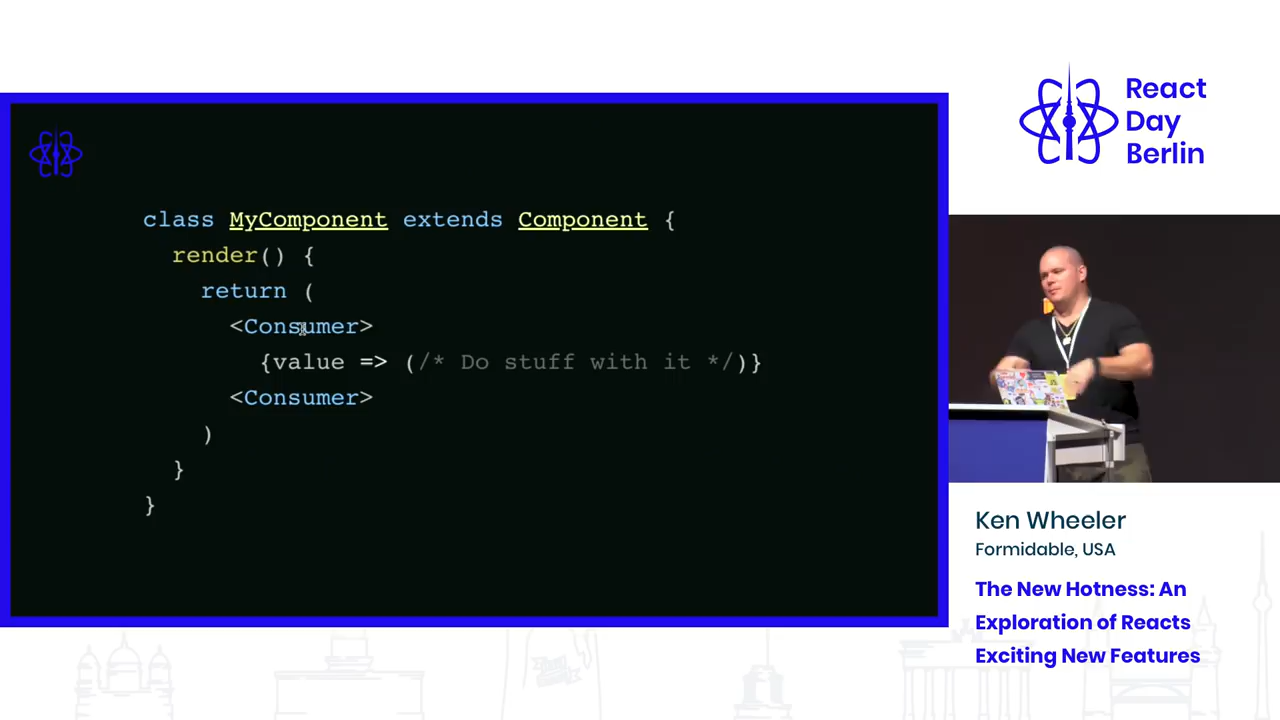 React
Day
Berlin
class MyComponent extends Component {
render() {
return (
<Consumer>
{value => (/* Do stuff with it */)}
<Consumer>
)
}
}
Ken Wheeler
Formidable, USA
The New Hotness: An
Exploration of Reacts
Exciting New Features